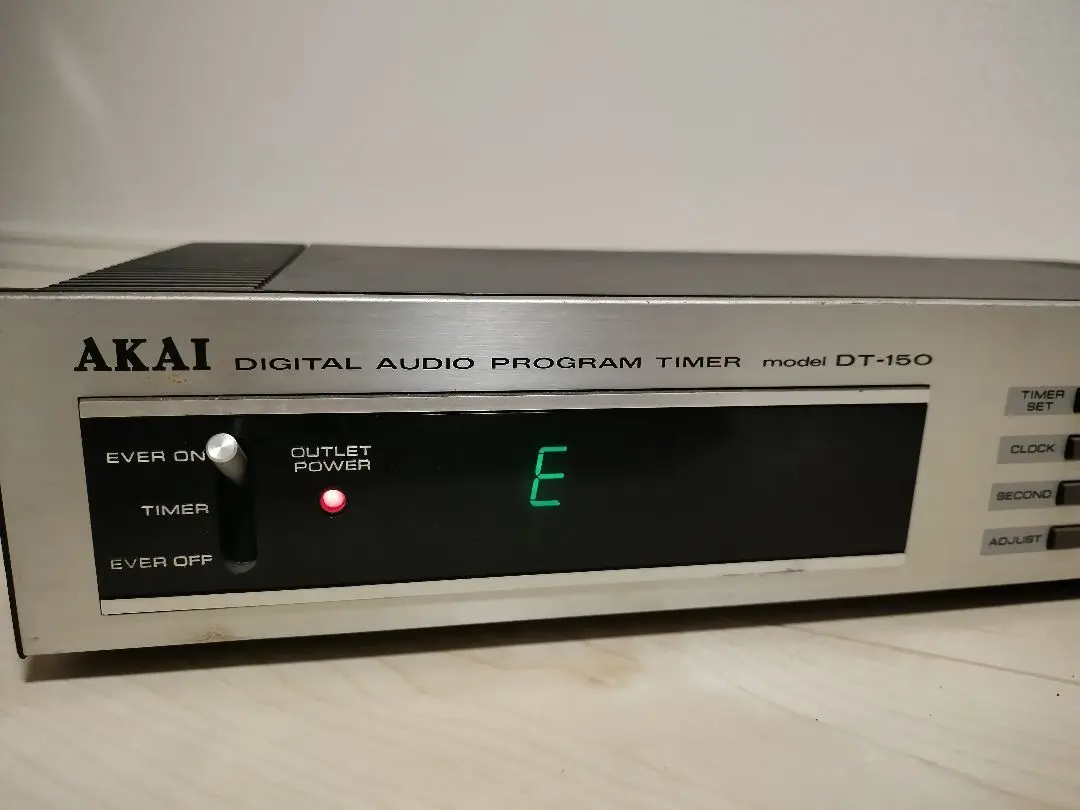 AKAI DIGITAL AUDIO PROGRAM TIMER model DT-150
EVER ON
TIMER
EVER OFF
OUTLET
POWER
E
TIMER
SET
CLOCK
SECOND
ADJUST